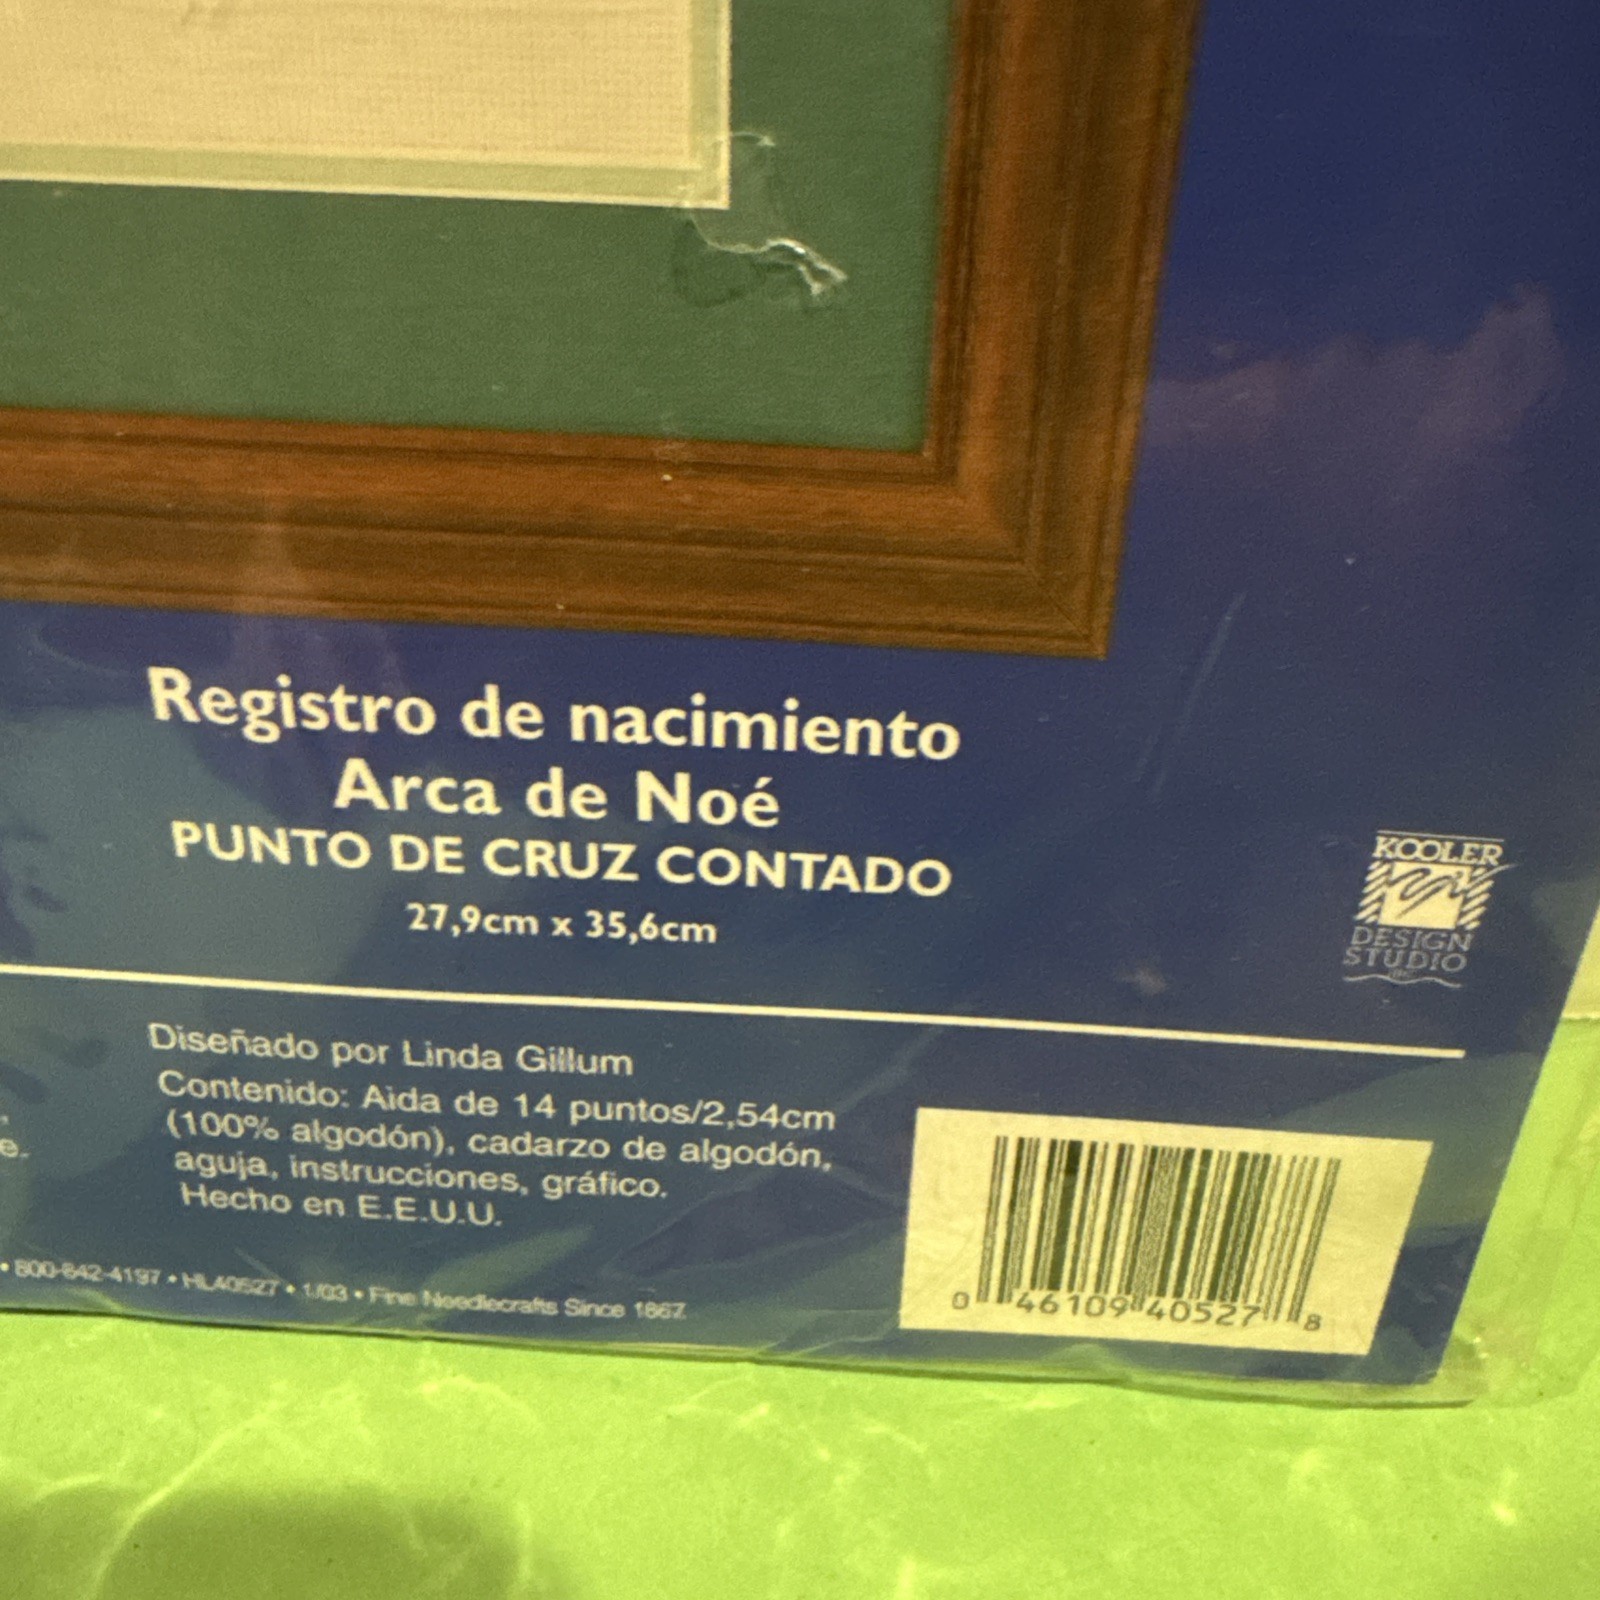 Registro de nacimiento
Arca de Noé
PUNTO DE CRUZ CONTADO
27,9cm x 35,6cm
KOOLER
DESIGN
STUDIO
Diseñado por Linda Gillum
Contenido: Aida de 14 puntos/2,54cm
(100% algodón), cadarzo de algodón,
aguja, instrucciones, gráfico.
Hecho en E.E.U.U.
e.
• 800-842-4197 • HL40527 • 1/03 • Fine Needlecrafts Since 1867
0 46109 40527 8